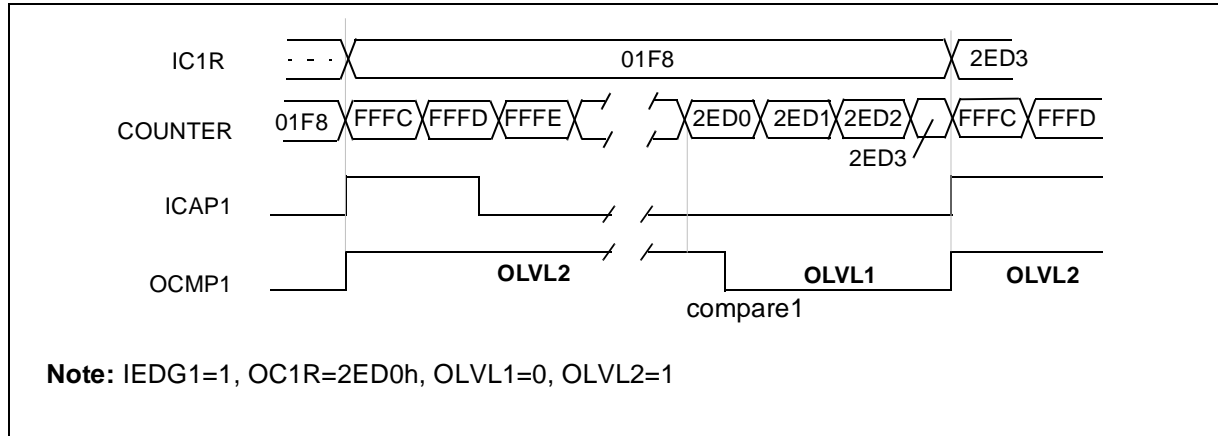 IC1R - - - 01F8 2ED3
COUNTER 01F8 FFFC FFFD FFFE 2ED0 2ED1 2ED2 FFFC FFFD
2ED3
ICAP1
OCMP1 OLVL2 OLVL1 OLVL2
compare1
Note: IEDG1=1, OC1R=2ED0h, OLVL1=0, OLVL2=1